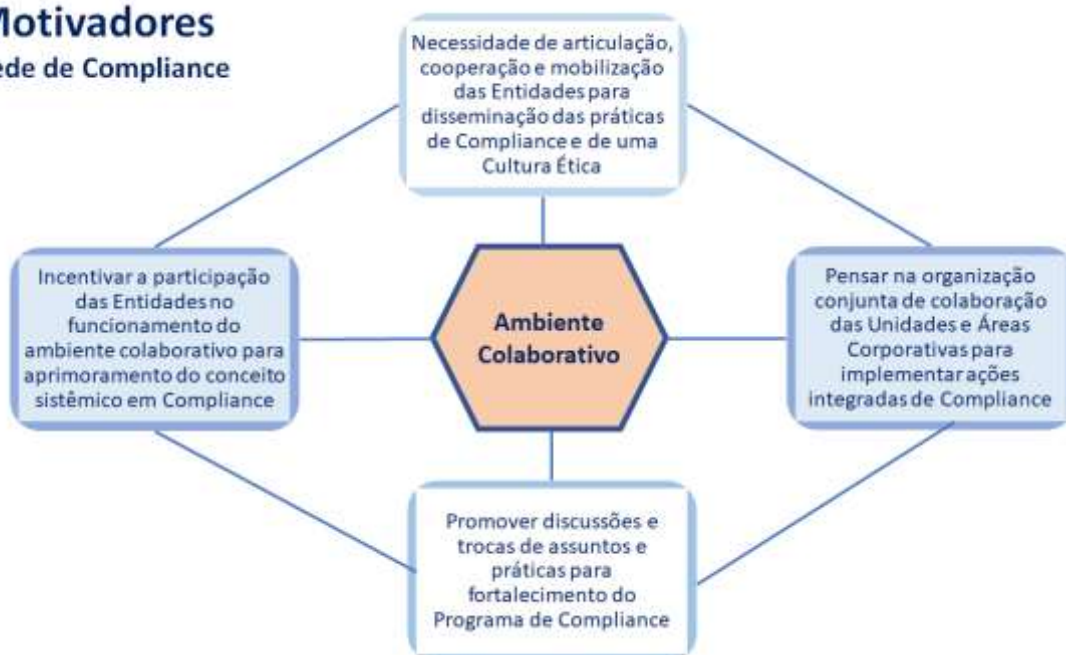 Motivadores
ede de Compliance
Necessidade de articulação,
cooperação e mobilização
das Entidades para
disseminação das práticas
de Compliance e de uma
Cultura Ética
Incentivar a participação
das Entidades no
funcionamento do
ambiente colaborativo para
aprimoramento do conceito
sistêmico em Compliance
Ambiente
Colaborativo
Pensar na organização
conjunta de colaboração
das Unidades e Áreas
Corporativas para
implementar ações
integradas de Compliance
Promover discussões e
trocas de assuntos e
práticas para
fortalecimento do
Programa de Compliance